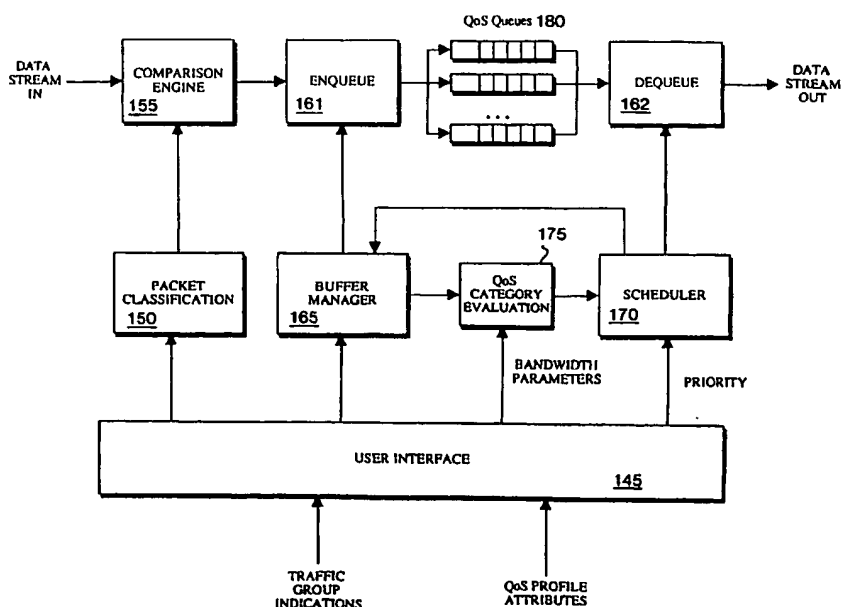 QoS Queues 180
DATA
STREAM
IN
COMPARISON
ENGINE
155
ENQUEUE
161
...
DEQUEUE
162
DATA
STREAM
OUT
PACKET
CLASSIFICATION
150
BUFFER
MANAGER
165
175
QoS
CATEGORY
EVALUATION
SCHEDULER
170
BANDWIDTH
PARAMETERS
PRIORITY
USER INTERFACE
145
TRAFFIC
GROUP
INDICATIONS
QoS PROFILE
ATTRIBUTES